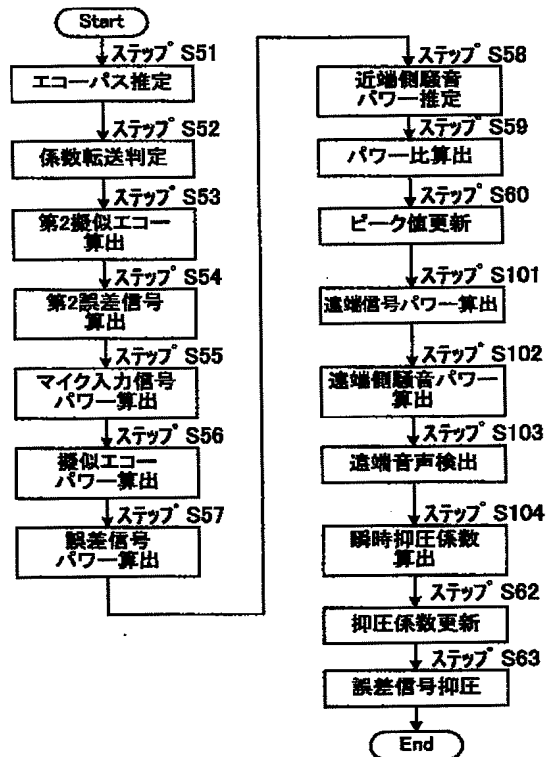 Start
ステップ S51
エコーパス推定
ステップ S52
係数転送判定
ステップ S53
第2擬似エコー
算出
ステップ S54
第2誤差信号
算出
ステップ S55
マイク入力信号
パワー算出
ステップ S56
擬似エコー
パワー算出
ステップ S57
誤差信号
パワー算出
ステップ S58
近端側騒音
パワー推定
ステップ S59
パワー比算出
ステップ S60
ピーク値更新
ステップ S101
遠端信号パワー算出
ステップ S102
遠端側騒音パワー
算出
ステップ S103
遠端音声検出
ステップ S104
瞬時抑圧係数
算出
ステップ S62
抑圧係数更新
ステップ S63
誤差信号抑圧
End